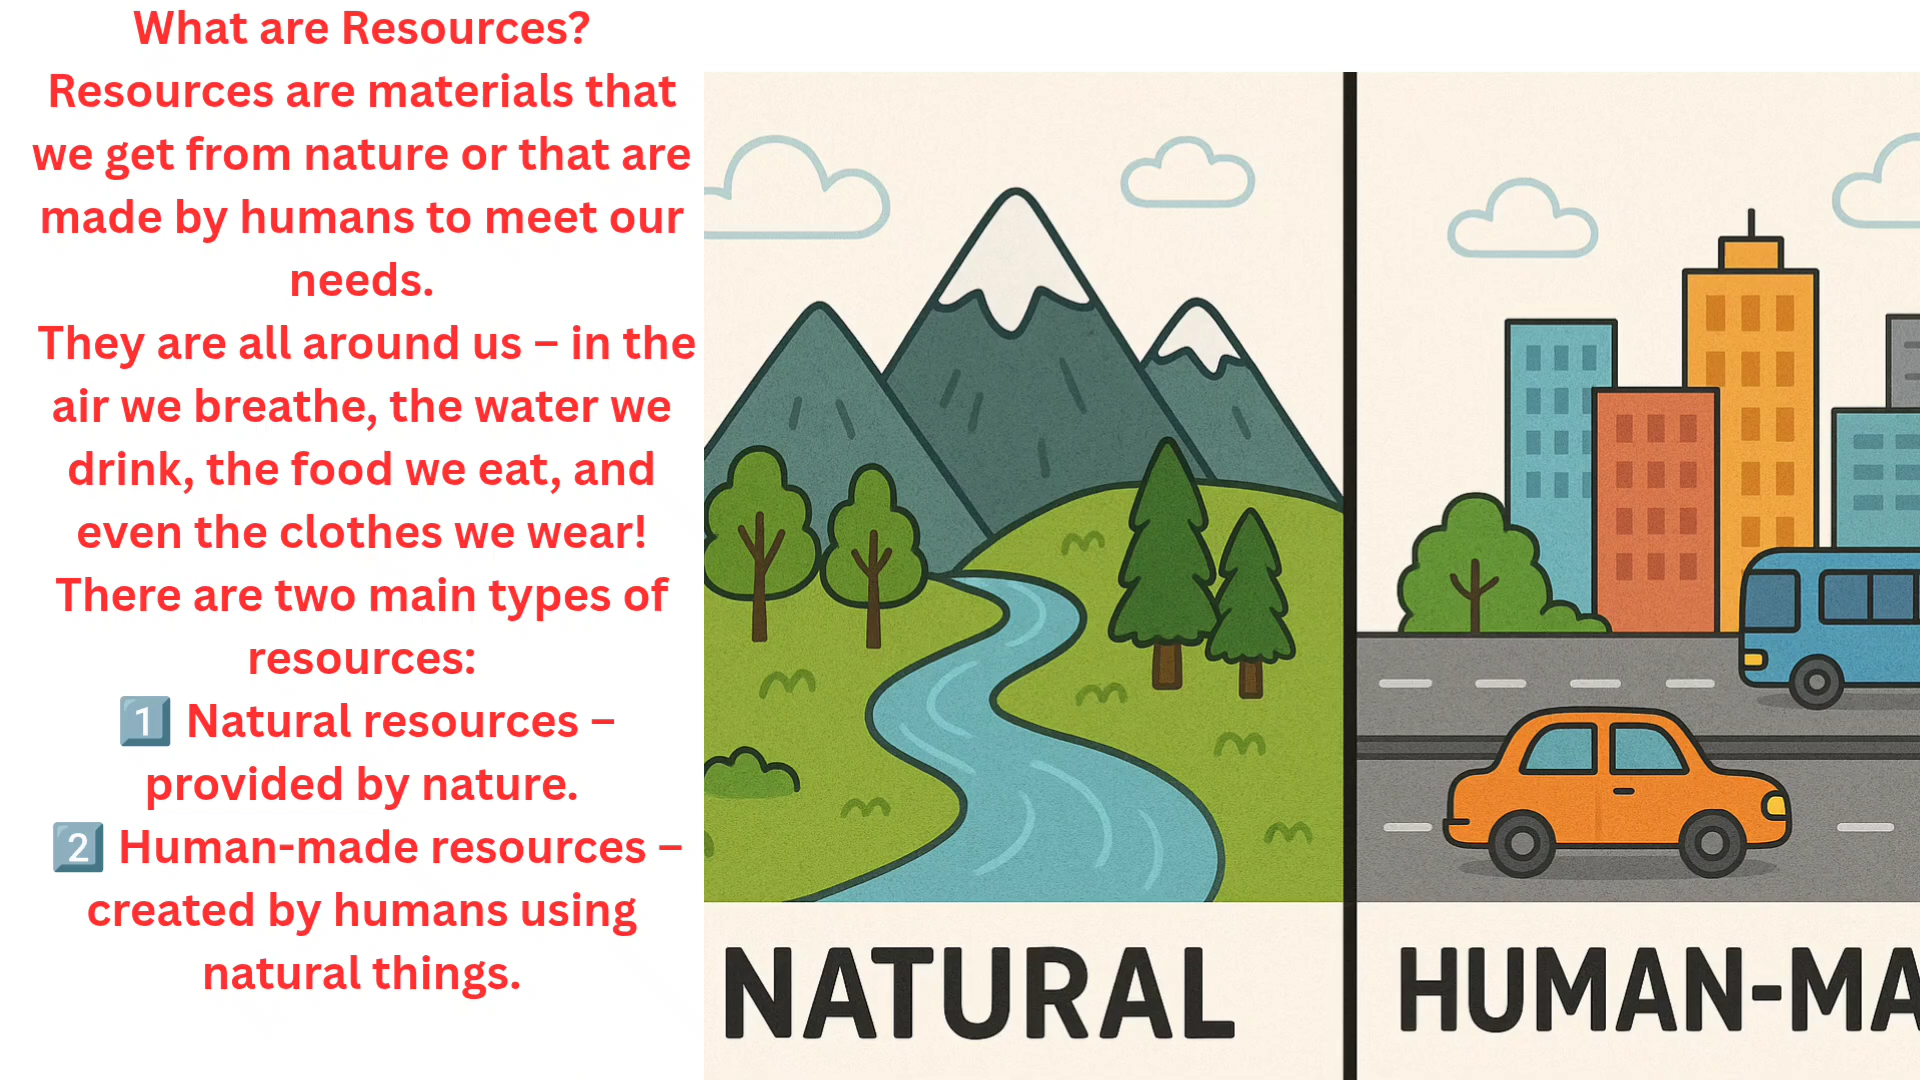 What are Resources?
Resources are materials that
we get from nature or that are
made by humans to meet our
needs.
They are all around us – in the
air we breathe, the water we
drink, the food we eat, and
even the clothes we wear!
There are two main types of
resources:
1️⃣ Natural resources –
provided by nature.
2️⃣ Human-made resources –
created by humans using
natural things.
NATURAL
HUMAN-MA